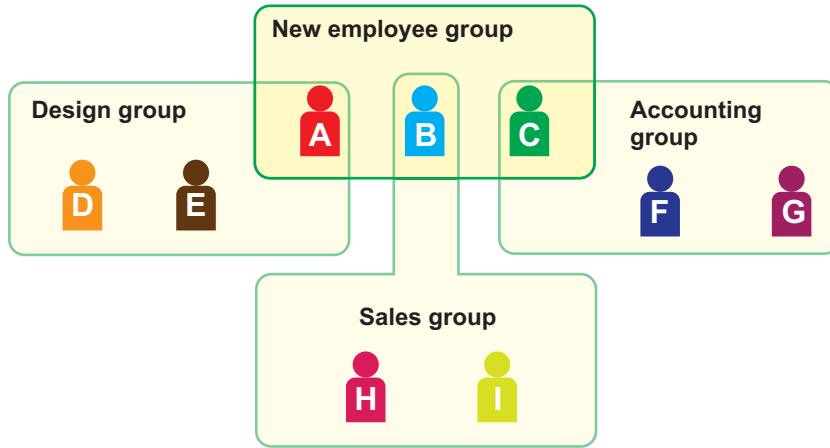 New employee group
Design group
Accounting
group
A
B
C
D
E
F
G
Sales group
H
I